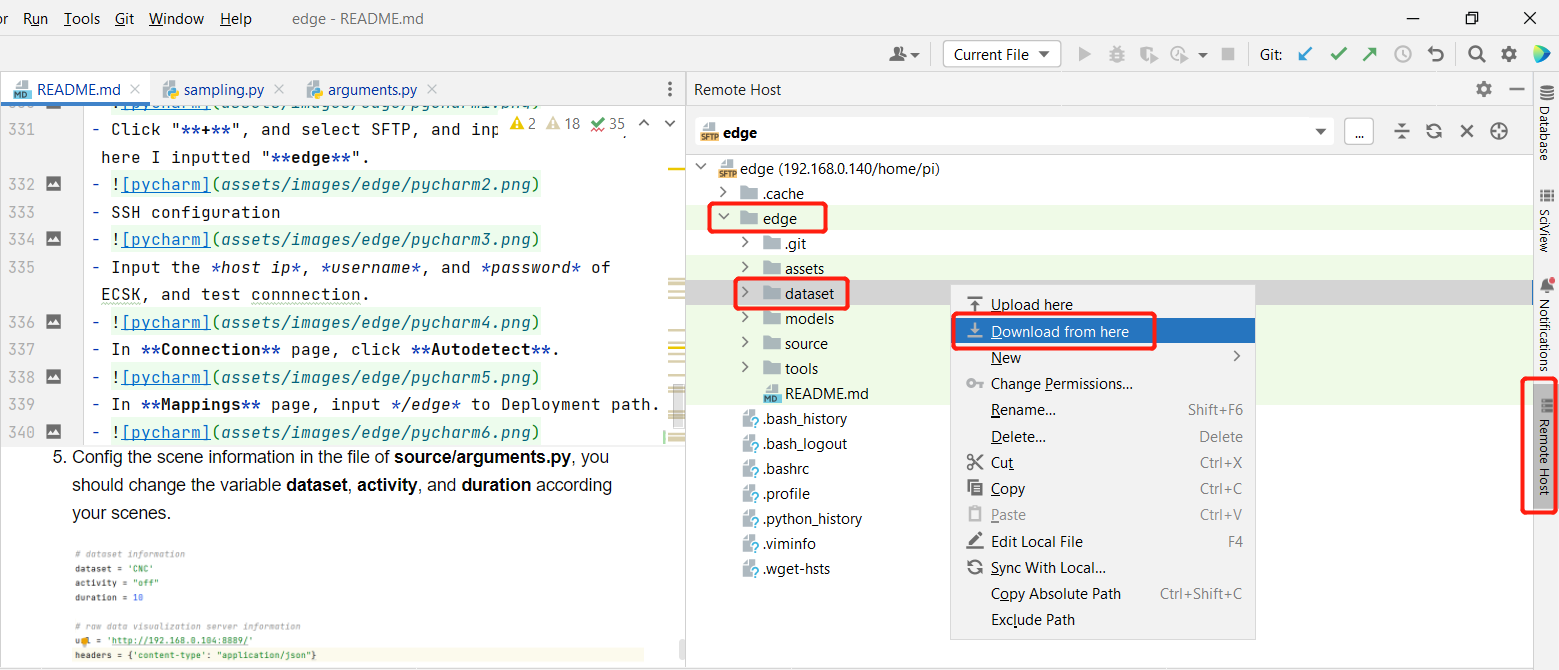 or Run Tools Git Window Help edge - README.md
Current File Git:
README.md sampling.py arguments.py
Remote Host
![pycharm](assets/images/edge/pycharm1.png)
331 - Click "**+**", and select SFTP, and inp
2 18 35
here I inputted "**edge**".
332 - ![pycharm](assets/images/edge/pycharm2.png)
333 - SSH configuration
334 - ![pycharm](assets/images/edge/pycharm3.png)
335 - Input the *host ip*, *username*, and *password* of
ECSK, and test connnection.
336 - ![pycharm](assets/images/edge/pycharm4.png)
337 - In **Connection** page, click **Autodetect**.
338 - ![pycharm](assets/images/edge/pycharm5.png)
339 - In **Mappings** page, input */edge* to Deployment path.
340 - ![pycharm](assets/images/edge/pycharm6.png)
5. Config the scene information in the file of source/arguments.py, you
should change the variable dataset, activity, and duration according
your scenes.
# dataset information
dataset = 'CNC'
activity = "off"
duration = 10
# raw data visualization server information
url = 'http://192.168.0.104:8889/'
headers = {'content-type': "application/json"}
SFTP edge
...
SFTP edge (192.168.0.140/home/pi)
.cache
edge
.git
assets
dataset
models
source
tools
MD README.md
.bash_history
.bash_logout
.bashrc
.profile
.python_history
.viminfo
.wget-hsts
Upload here
Download from here
New
Change Permissions...
Rename... Shift+F6
Delete... Delete
Cut Ctrl+X
Copy Ctrl+C
Paste Ctrl+V
Edit Local File F4
Sync With Local...
Copy Absolute Path Ctrl+Shift+C
Exclude Path
Database
SciView
Notifications
Remote Host